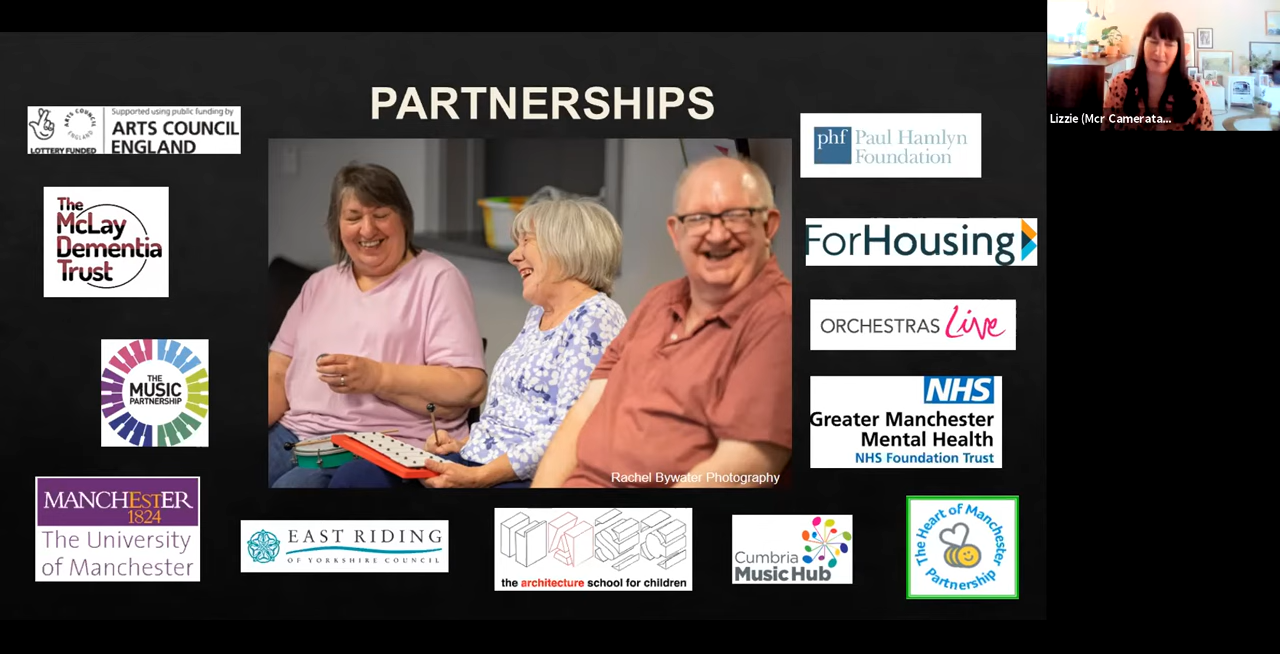 PARTNERSHIPS
Supported using public funding by
ARTS COUNCIL
ENGLAND
LOTTERY FUNDED
ARTS COUNCIL
ENGLAND
The
McLay
Dementia
Trust
THE
MUSIC
PARTNERSHIP
MANCHESTER
1824
The University
of Manchester
EAST RIDING
OF YORKSHIRE COUNCIL
the architecture school for children
Cumbria
Music Hub
The Heart of Manchester
Partnership
Rachel Bywater Photography
phf Paul Hamlyn
Foundation
ForHousing
ORCHESTRAS Live
NHS
Greater Manchester
Mental Health
NHS Foundation Trust
Lizzie (Mcr Camerata...